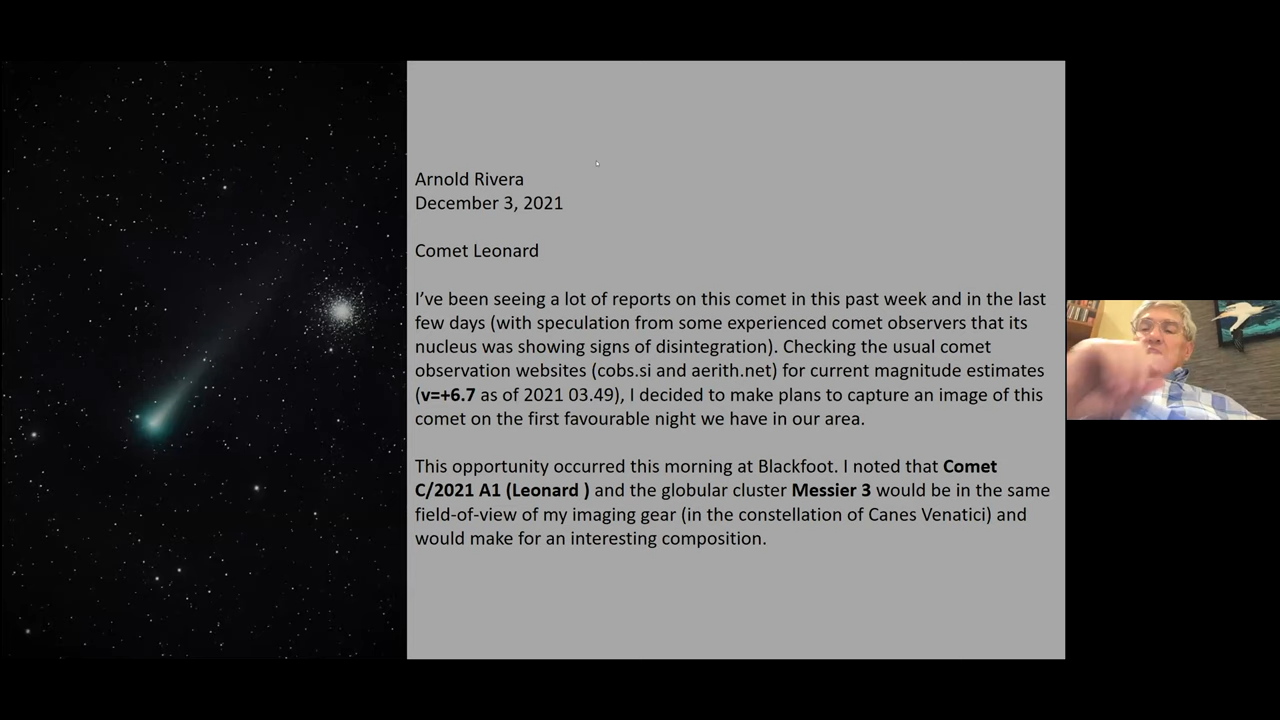 Arnold Rivera
December 3, 2021
Comet Leonard
I've been seeing a lot of reports on this comet in this past week and in the last
few days (with speculation from some experienced comet observers that its
nucleus was showing signs of disintegration). Checking the usual comet
observation websites (cobs.si and aerith.net) for current magnitude estimates
(v=+6.7 as of 2021 03.49), I decided to make plans to capture an image of this
comet on the first favourable night we have in our area.
This opportunity occurred this morning at Blackfoot. I noted that Comet
C/2021 A1 (Leonard ) and the globular cluster Messier 3 would be in the same
field-of-view of my imaging gear (in the constellation of Canes Venatici) and
would make for an interesting composition.